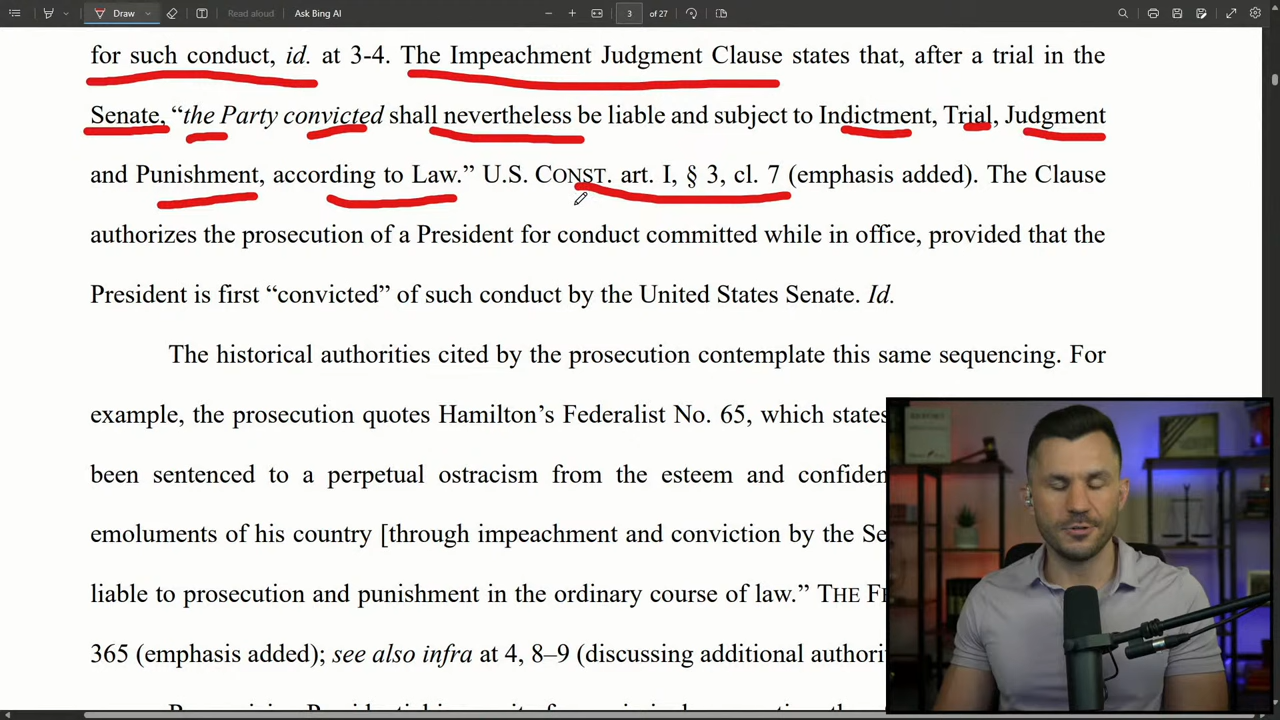 Draw
Read aloud
Ask Bing AI
3 of 27
for such conduct, id. at 3-4. The Impeachment Judgment Clause states that, after a trial in the
Senate, “the Party convicted shall nevertheless be liable and subject to Indictment, Trial, Judgment
and Punishment, according to Law.” U.S. CONST. art. I, § 3, cl. 7 (emphasis added). The Clause
authorizes the prosecution of a President for conduct committed while in office, provided that the
President is first “convicted” of such conduct by the United States Senate. Id.
The historical authorities cited by the prosecution contemplate this same sequencing. For
example, the prosecution quotes Hamilton’s Federalist No. 65, which states
been sentenced to a perpetual ostracism from the esteem and confiden
emoluments of his country [through impeachment and conviction by the Se
liable to prosecution and punishment in the ordinary course of law.” THE F
365 (emphasis added); see also infra at 4, 8–9 (discussing additional authori